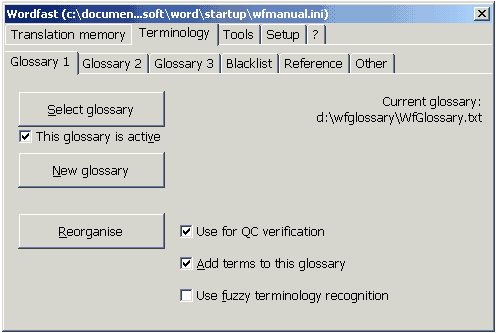 Wordfast (c:\documen...soft\word\startup\wfmanual.ini)
Translation memory Terminology Tools Setup ?
Glossary 1 Glossary 2 Glossary 3 Blacklist Reference Other
Select glossary
Current glossary:
d:\wfglossary\WfGlossary.txt
This glossary is active
New glossary
Reorganise
Use for QC verification
Add terms to this glossary
Use fuzzy terminology recognition